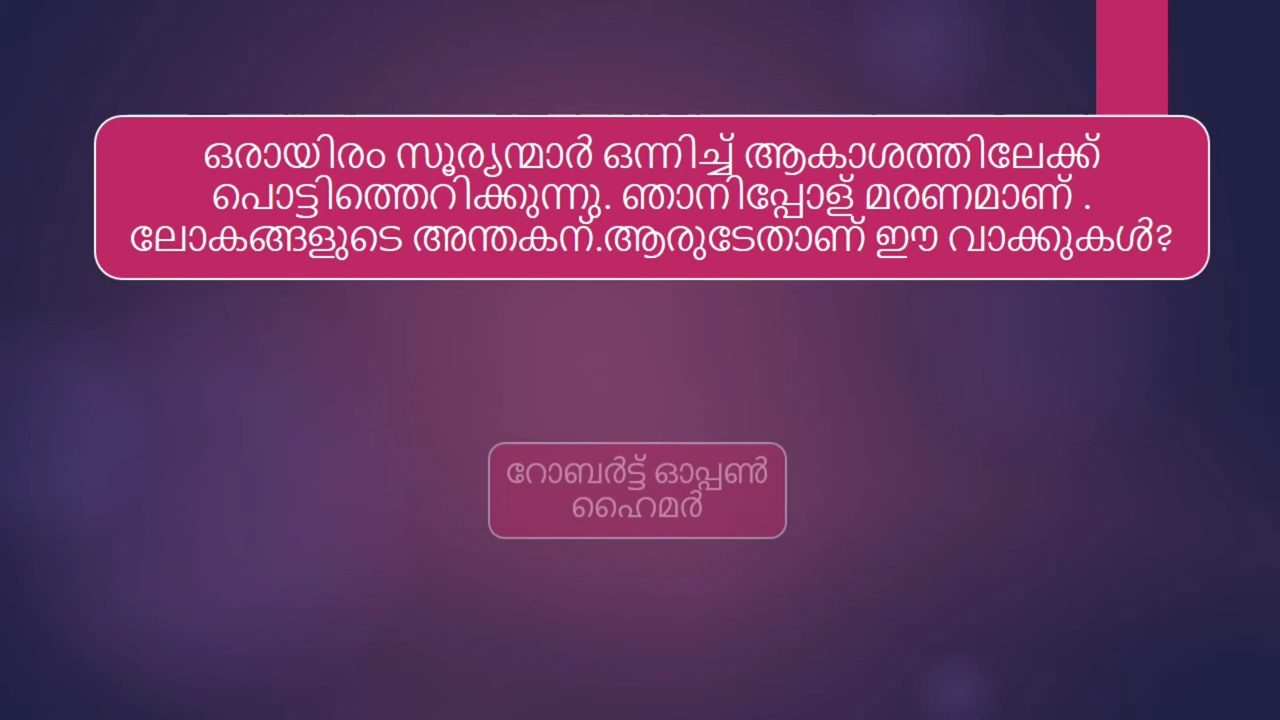 ഒരായിരം സൂര്യന്മാർ ഒന്നിച്ച് ആകാശത്തിലേക്ക്
പൊട്ടിത്തെറിക്കുന്നു. ഞാനിപ്പോള് മരണമാണ് .
ലോകങ്ങളുടെ അന്തകന്.ആരുടേതാണ് ഈ വാക്കുകൾ?
റോബർട്ട് ഓപ്പൺ
ഹൈമർ